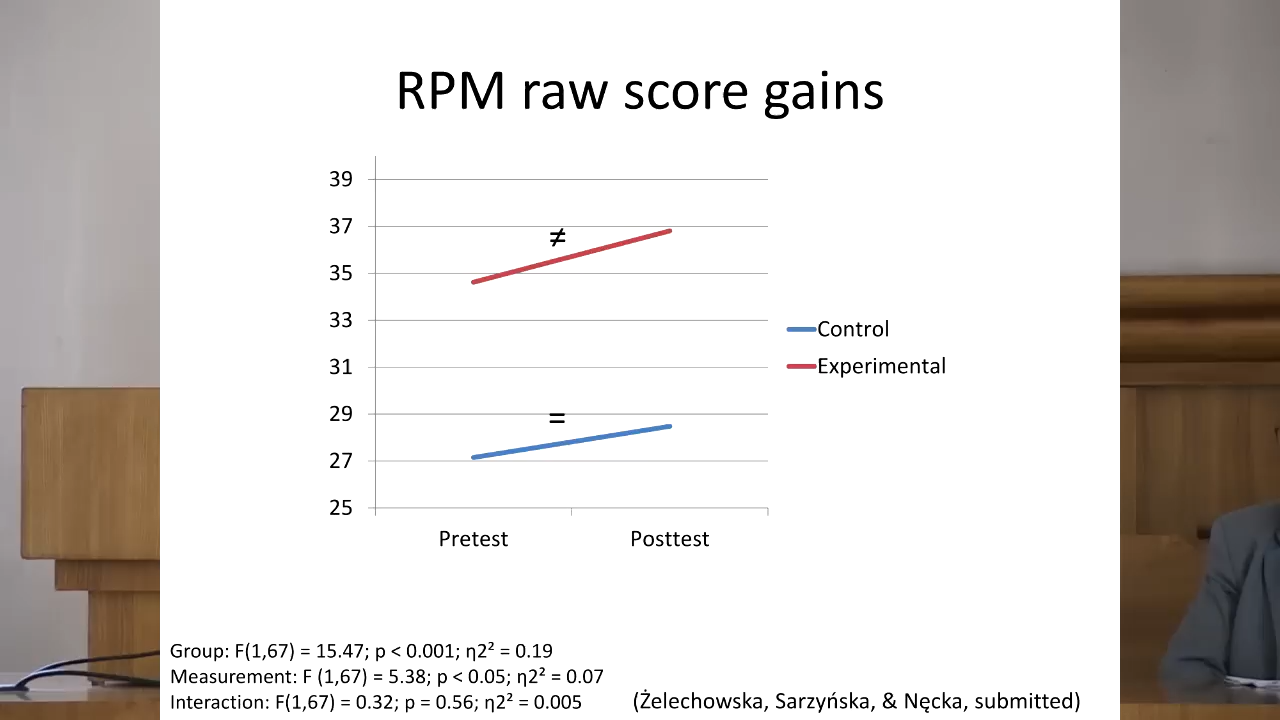 RPM raw score gains
39
37
≠
35
33
Control
31
Experimental
29
=
27
25
Pretest Posttest
Group: F(1,67) = 15.47; p < 0.001; η2² = 0.19
Measurement: F (1,67) = 5.38; p < 0.05; η2² = 0.07
Interaction: F(1,67) = 0.32; p = 0.56; η2² = 0.005
(Żelechowska, Sarzyńska, & Nęcka, submitted)